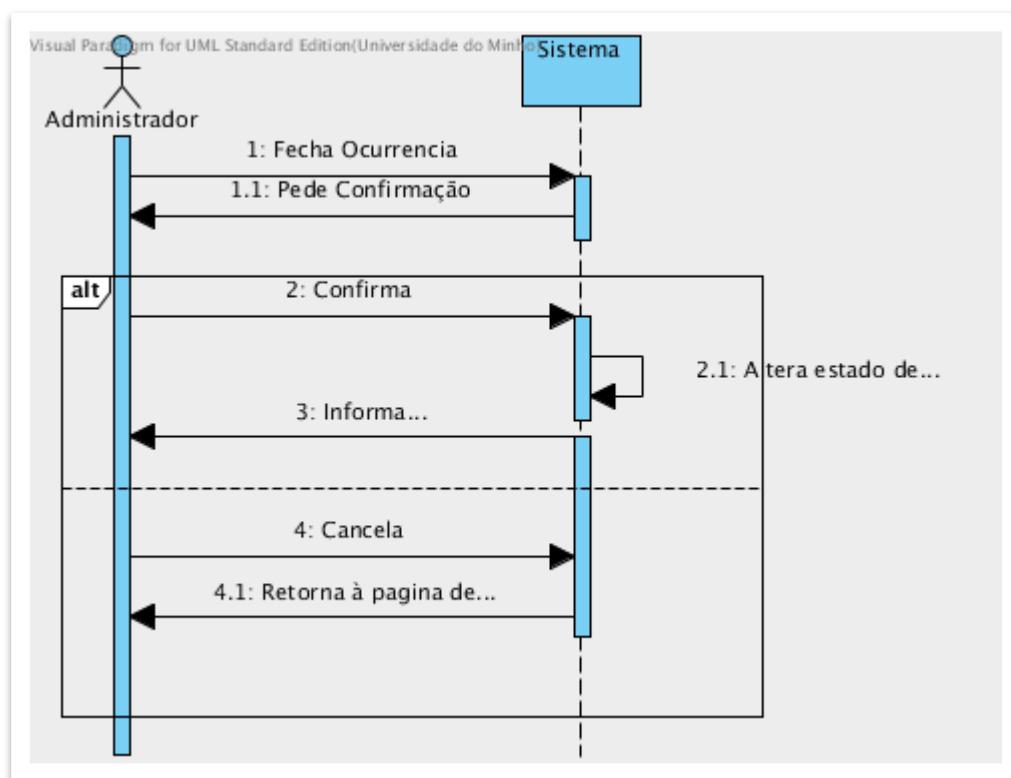 Visual Paradigm for UML Standard Edition(Universidade do Minho)
Sistema
Administrador
1: Fecha Ocurrencia
1.1: Pede Confirmação
alt
2: Confirma
2.1: Altera estado de...
3: Informa...
4: Cancela
4.1: Retorna à pagina de...